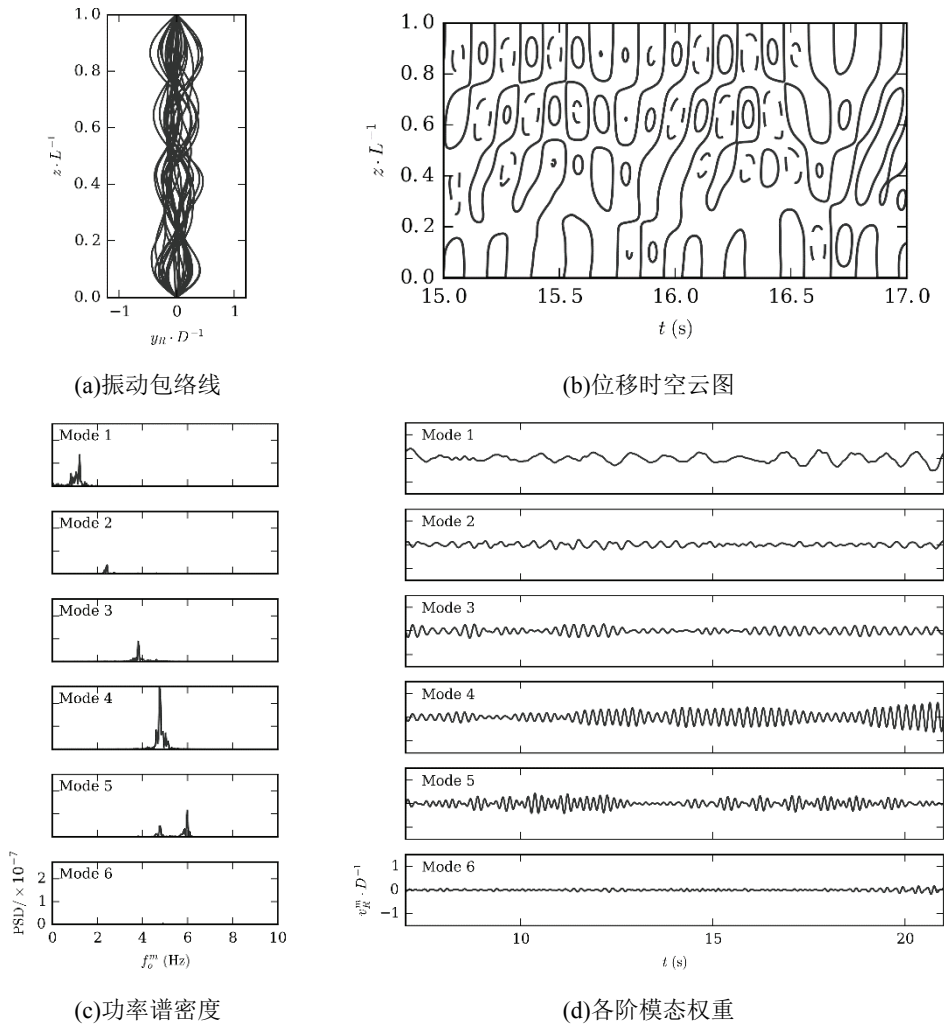 1.0
0.8
0.6
0.4
0.2
0.0
z · L⁻¹
−1 0 1
y_R · D⁻¹
(a)振动包络线
1.0
0.8
0.6
0.4
0.2
0.0
z · L⁻¹
15.0 15.5 16.0 16.5 17.0
t (s)
(b)位移时空云图
Mode 1
Mode 2
Mode 3
Mode 4
Mode 5
Mode 6
PSD/ ×10⁻⁷
2
1
0
0 2 4 6 8 10
f_o^m (Hz)
(c)功率谱密度
Mode 1
Mode 2
Mode 3
Mode 4
Mode 5
Mode 6
v_R^m · D⁻¹
1
0
−1
10 15 20
t (s)
(d)各阶模态权重